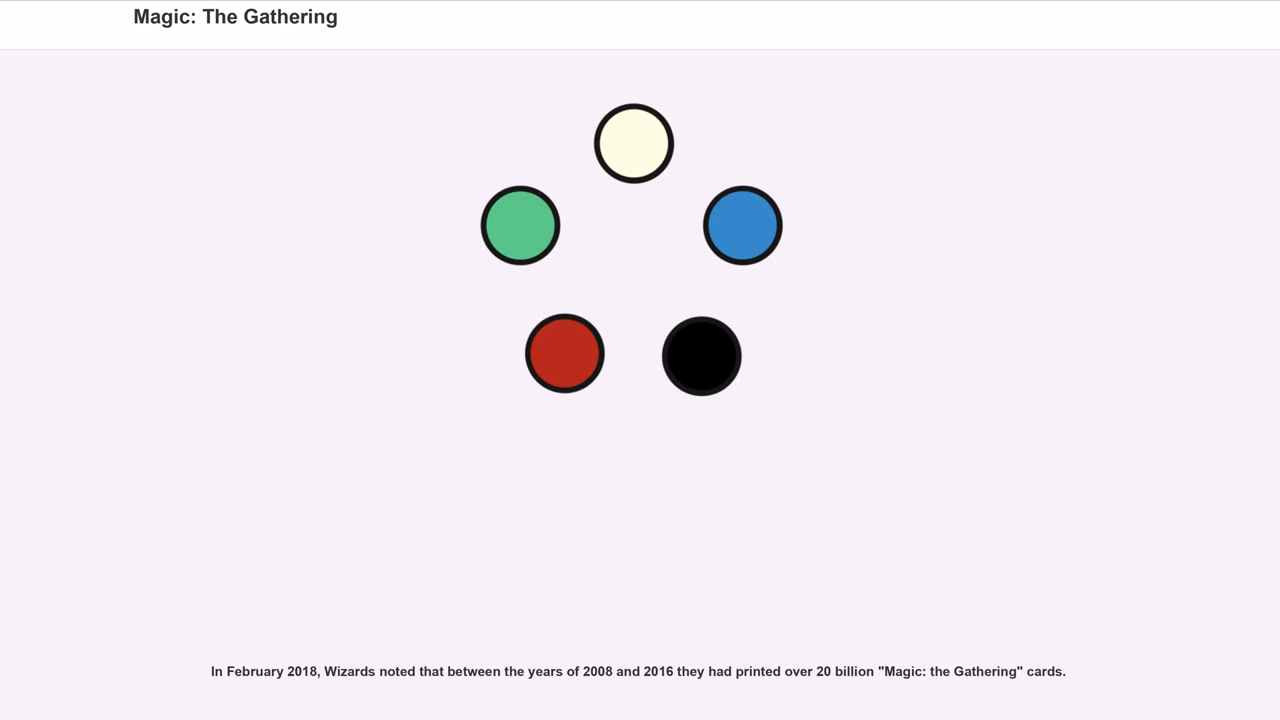 Magic: The Gathering
In February 2018, Wizards noted that between the years of 2008 and 2016 they had printed over 20 billion "Magic: the Gathering" cards.